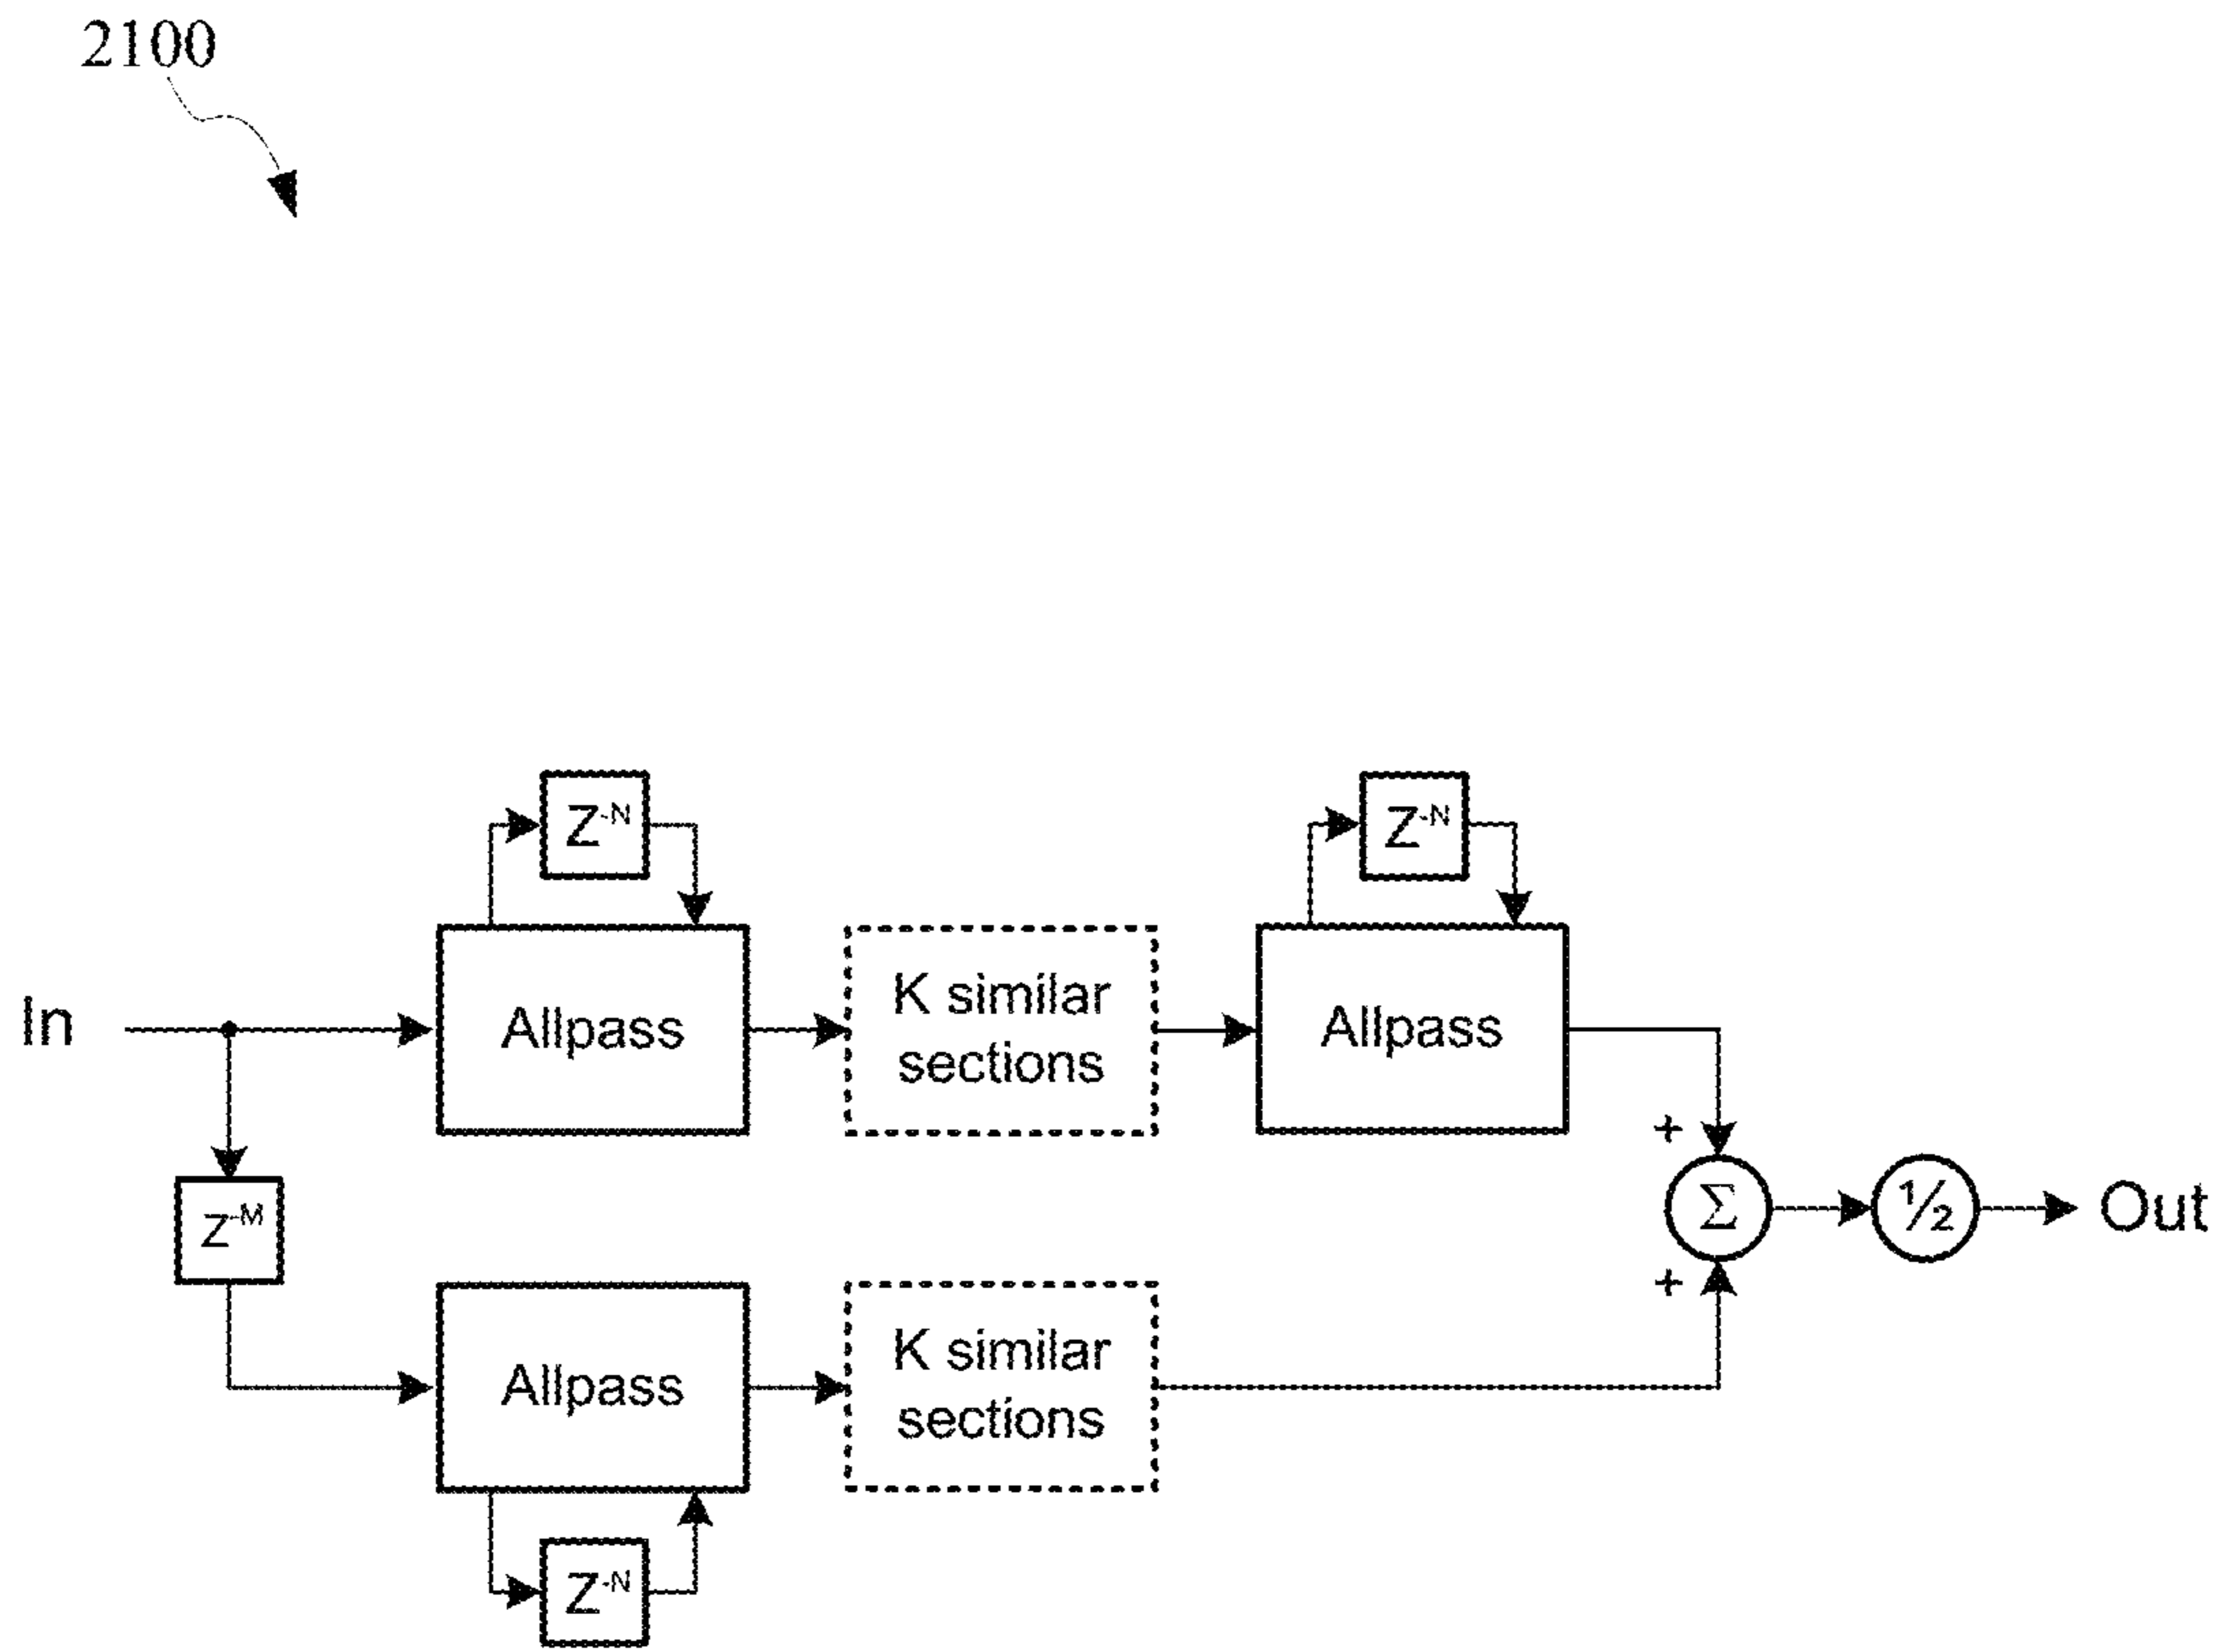 2100
Z-N
Z-N
In
Allpass
K similar
sections
Allpass
+
Z-M
Σ
½
Out
+
Allpass
K similar
sections
Z-N